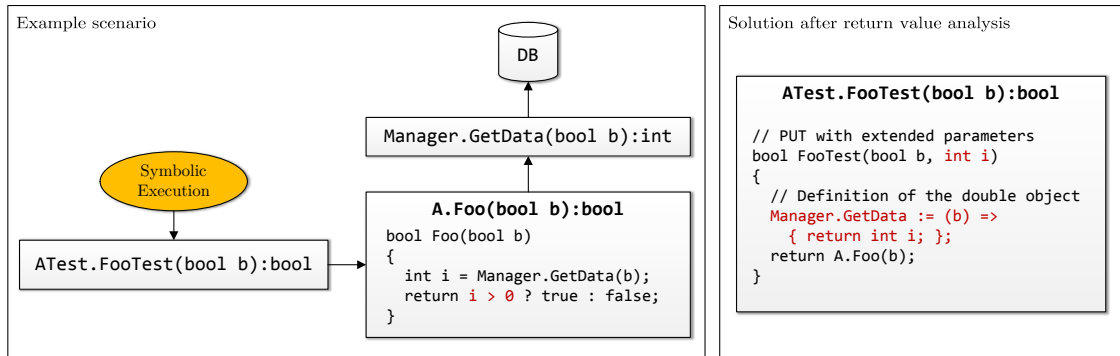 Example scenario
DB
Manager.GetData(bool b):int
Symbolic
Execution
ATest.FooTest(bool b):bool
A.Foo(bool b):bool
bool Foo(bool b)
{
  int i = Manager.GetData(b);
  return i > 0 ? true : false;
}
Solution after return value analysis
ATest.FooTest(bool b):bool
// PUT with extended parameters
bool FooTest(bool b, int i)
{
  // Definition of the double object
  Manager.GetData := (b) =>
    { return int i; };
  return A.Foo(b);
}